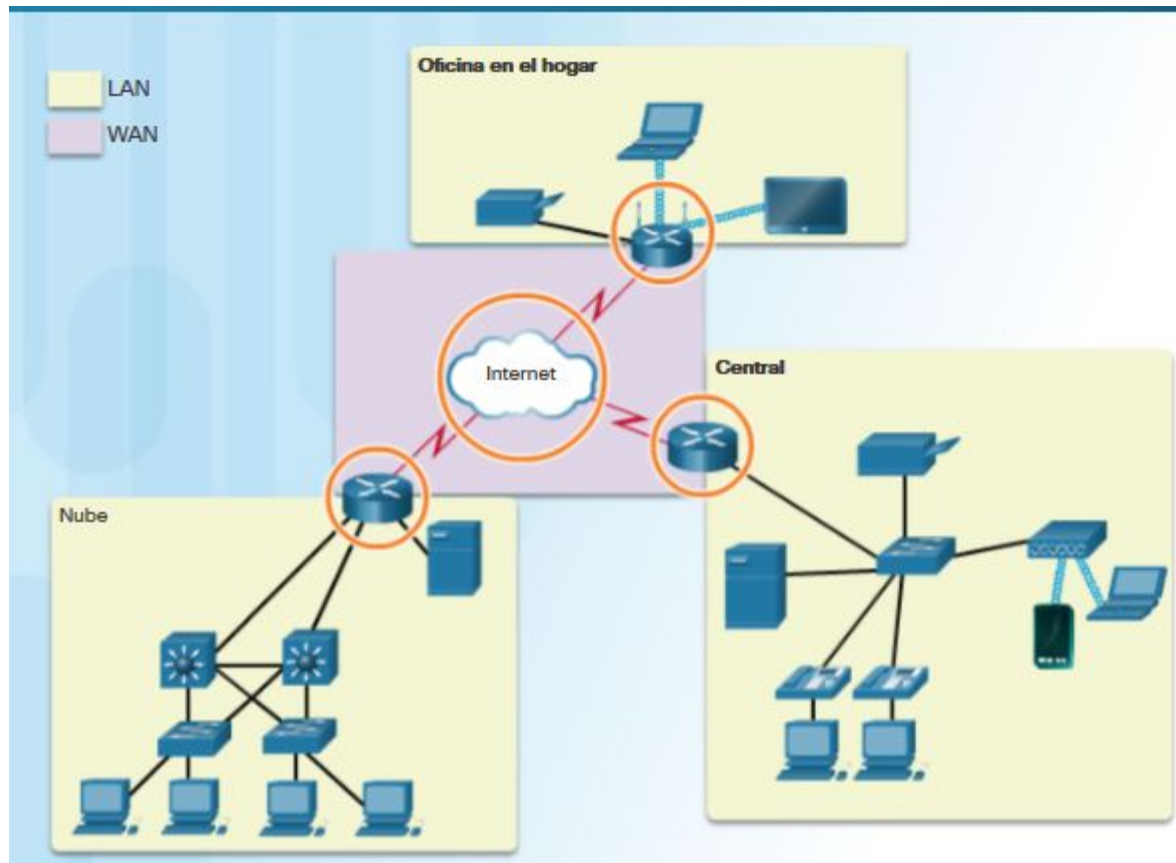 LAN
WAN
Oficina en el hogar
Internet
Central
Nube